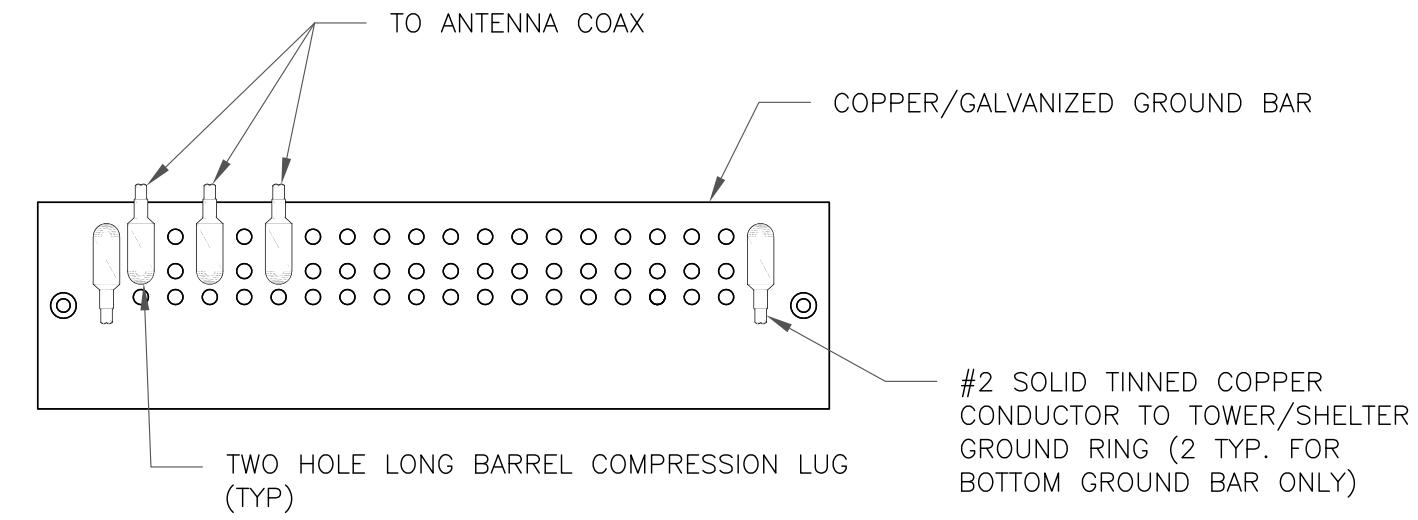 TO ANTENNA COAX
COPPER/GALVANIZED GROUND BAR
#2 SOLID TINNED COPPER
CONDUCTOR TO TOWER/SHELTER
GROUND RING (2 TYP. FOR
BOTTOM GROUND BAR ONLY)
TWO HOLE LONG BARREL COMPRESSION LUG
(TYP)